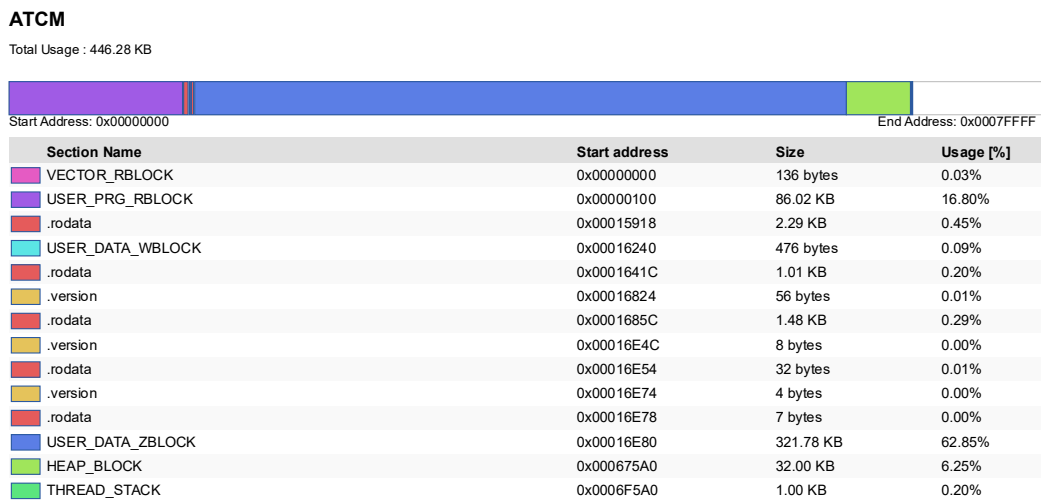 ATCM
Total Usage : 446.28 KB
Start Address: 0x00000000 End Address: 0x0007FFFF
Section Name Start address Size Usage [%]
VECTOR_RBLOCK 0x00000000 136 bytes 0.03%
USER_PRG_RBLOCK 0x00000100 86.02 KB 16.80%
.rodata 0x00015918 2.29 KB 0.45%
USER_DATA_WBLOCK 0x00016240 476 bytes 0.09%
.rodata 0x0001641C 1.01 KB 0.20%
.version 0x00016824 56 bytes 0.01%
.rodata 0x0001685C 1.48 KB 0.29%
.version 0x00016E4C 8 bytes 0.00%
.rodata 0x00016E54 32 bytes 0.01%
.version 0x00016E74 4 bytes 0.00%
.rodata 0x00016E78 7 bytes 0.00%
USER_DATA_ZBLOCK 0x00016E80 321.78 KB 62.85%
HEAP_BLOCK 0x000675A0 32.00 KB 6.25%
THREAD_STACK 0x0006F5A0 1.00 KB 0.20%